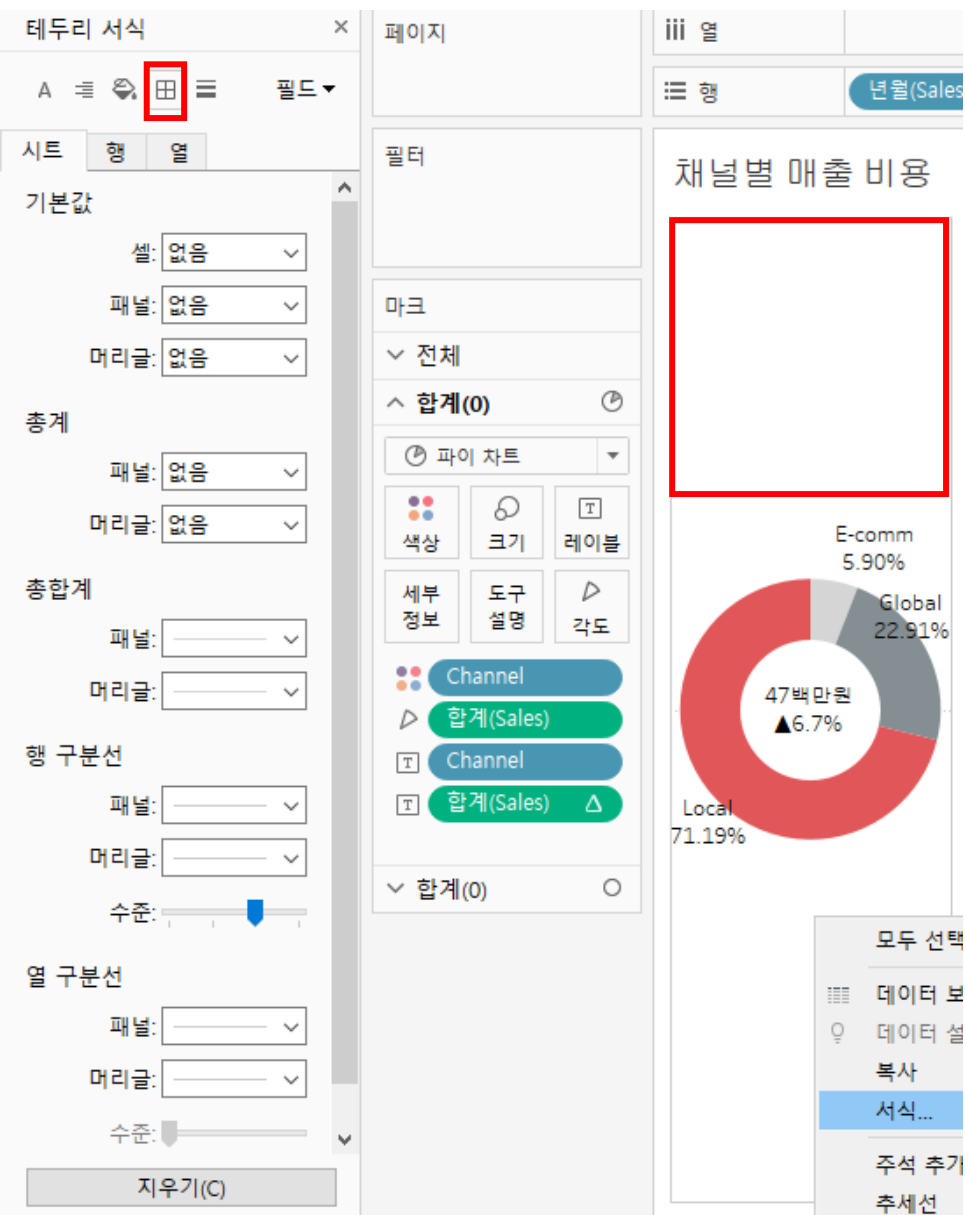 테두리 서식
×
A
필드
시트 행 열
기본값
셀: 없음
패널: 없음
머리글: 없음
총계
패널: 없음
머리글: 없음
총합계
패널:
머리글:
행 구분선
패널:
머리글:
수준:
열 구분선
패널:
머리글:
수준:
지우기(C)
페이지
필터
마크
전체
합계(0)
파이 차트
색상 크기 레이블
세부 정보
도구 설명
각도
Channel
합계(Sales)
T Channel
T 합계(Sales) Δ
합계(0)
iii 열
행 년월(Sales
채널별 매출 비용
E-comm
5.90%
Global
22.91%
47백만원
▲6.7%
Local
71.19%
모두 선택
데이터 보
데이터 설
복사
서식...
주석 추가
추세선